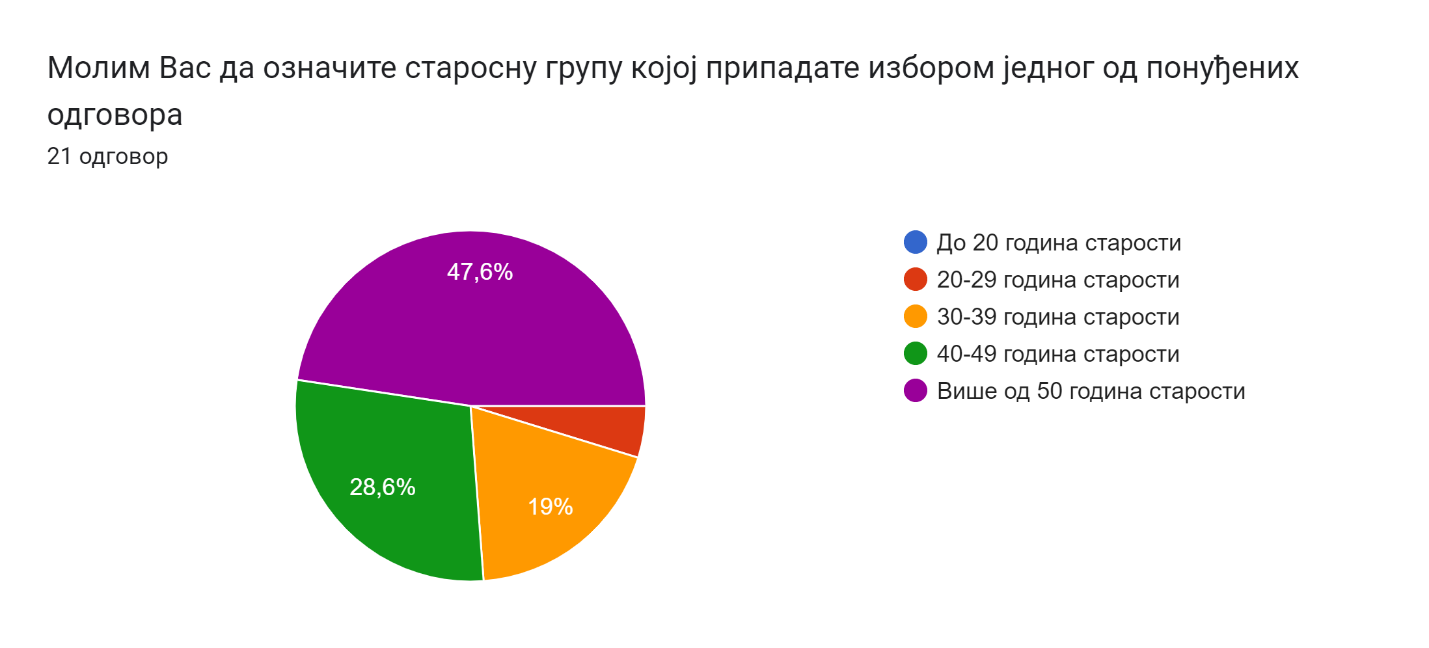 Молим Вас да означите старосну групу којој припадате избором једног од понуђених
одговора
21 одговор
47,6%
28,6%
19%
До 20 година старости
20-29 година старости
30-39 година старости
40-49 година старости
Више од 50 година старости